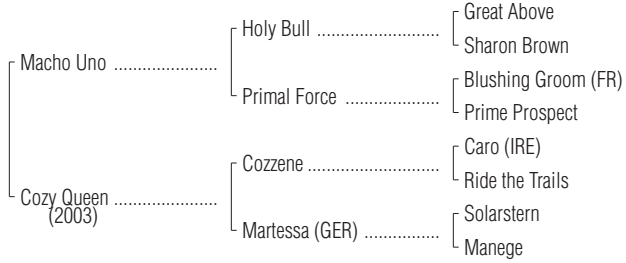 Great Above
Holy Bull ........................
Sharon Brown
Macho Uno ....................
Blushing Groom (FR)
Primal Force ..................
Prime Prospect
Caro (IRE)
Cozzene .........................
Ride the Trails
Cozy Queen ....................
(2003)
Solarstern
Martessa (GER) ..............
Manege